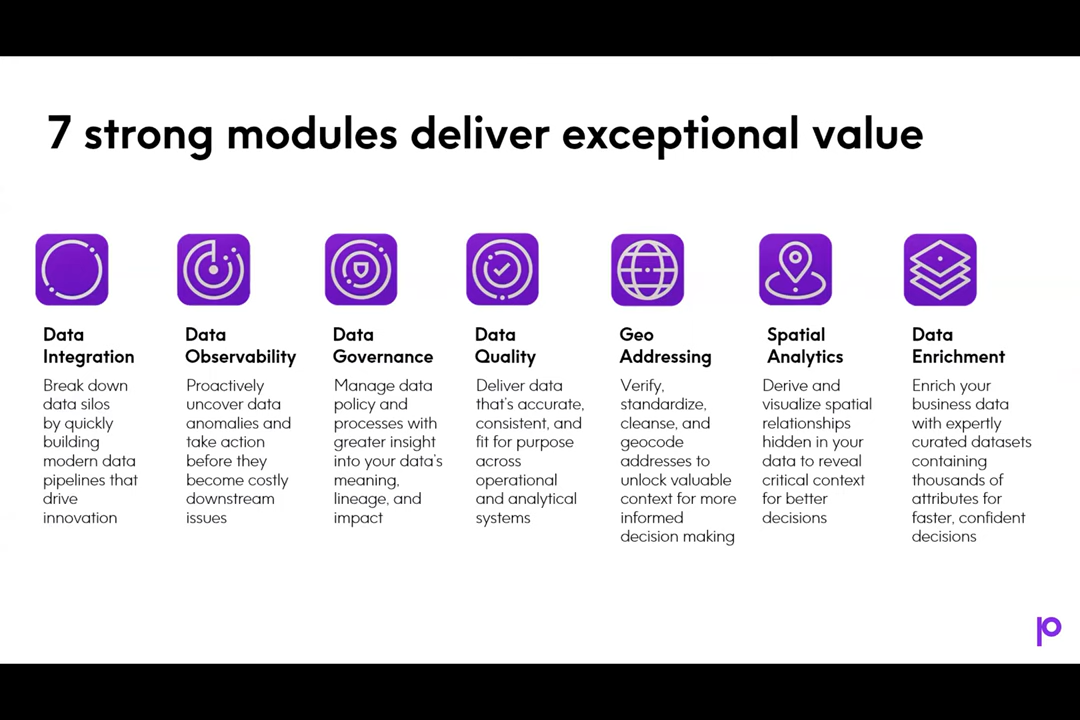 7 strong modules deliver exceptional value
Data
Integration
Break down
data silos
by quickly
building
modern data
pipelines that
drive
innovation
Data
Observability
Proactively
uncover data
anomalies and
take action
before they
become costly
downstream
issues
Data
Governance
Manage data
policy and
processes with
greater insight
into your data's
meaning,
lineage, and
impact
Data
Quality
Deliver data
that's accurate,
consistent, and
fit for purpose
across
operational
and analytical
systems
Geo
Addressing
Verify,
standardize,
cleanse, and
geocode
addresses to
unlock valuable
context for more
informed
decision making
Spatial
Analytics
Derive and
visualize spatial
relationships
hidden in your
data to reveal
critical context
for better
decisions
Data
Enrichment
Enrich your
business data
with expertly
curated datasets
containing
thousands of
attributes for
faster, confident
decisions
p